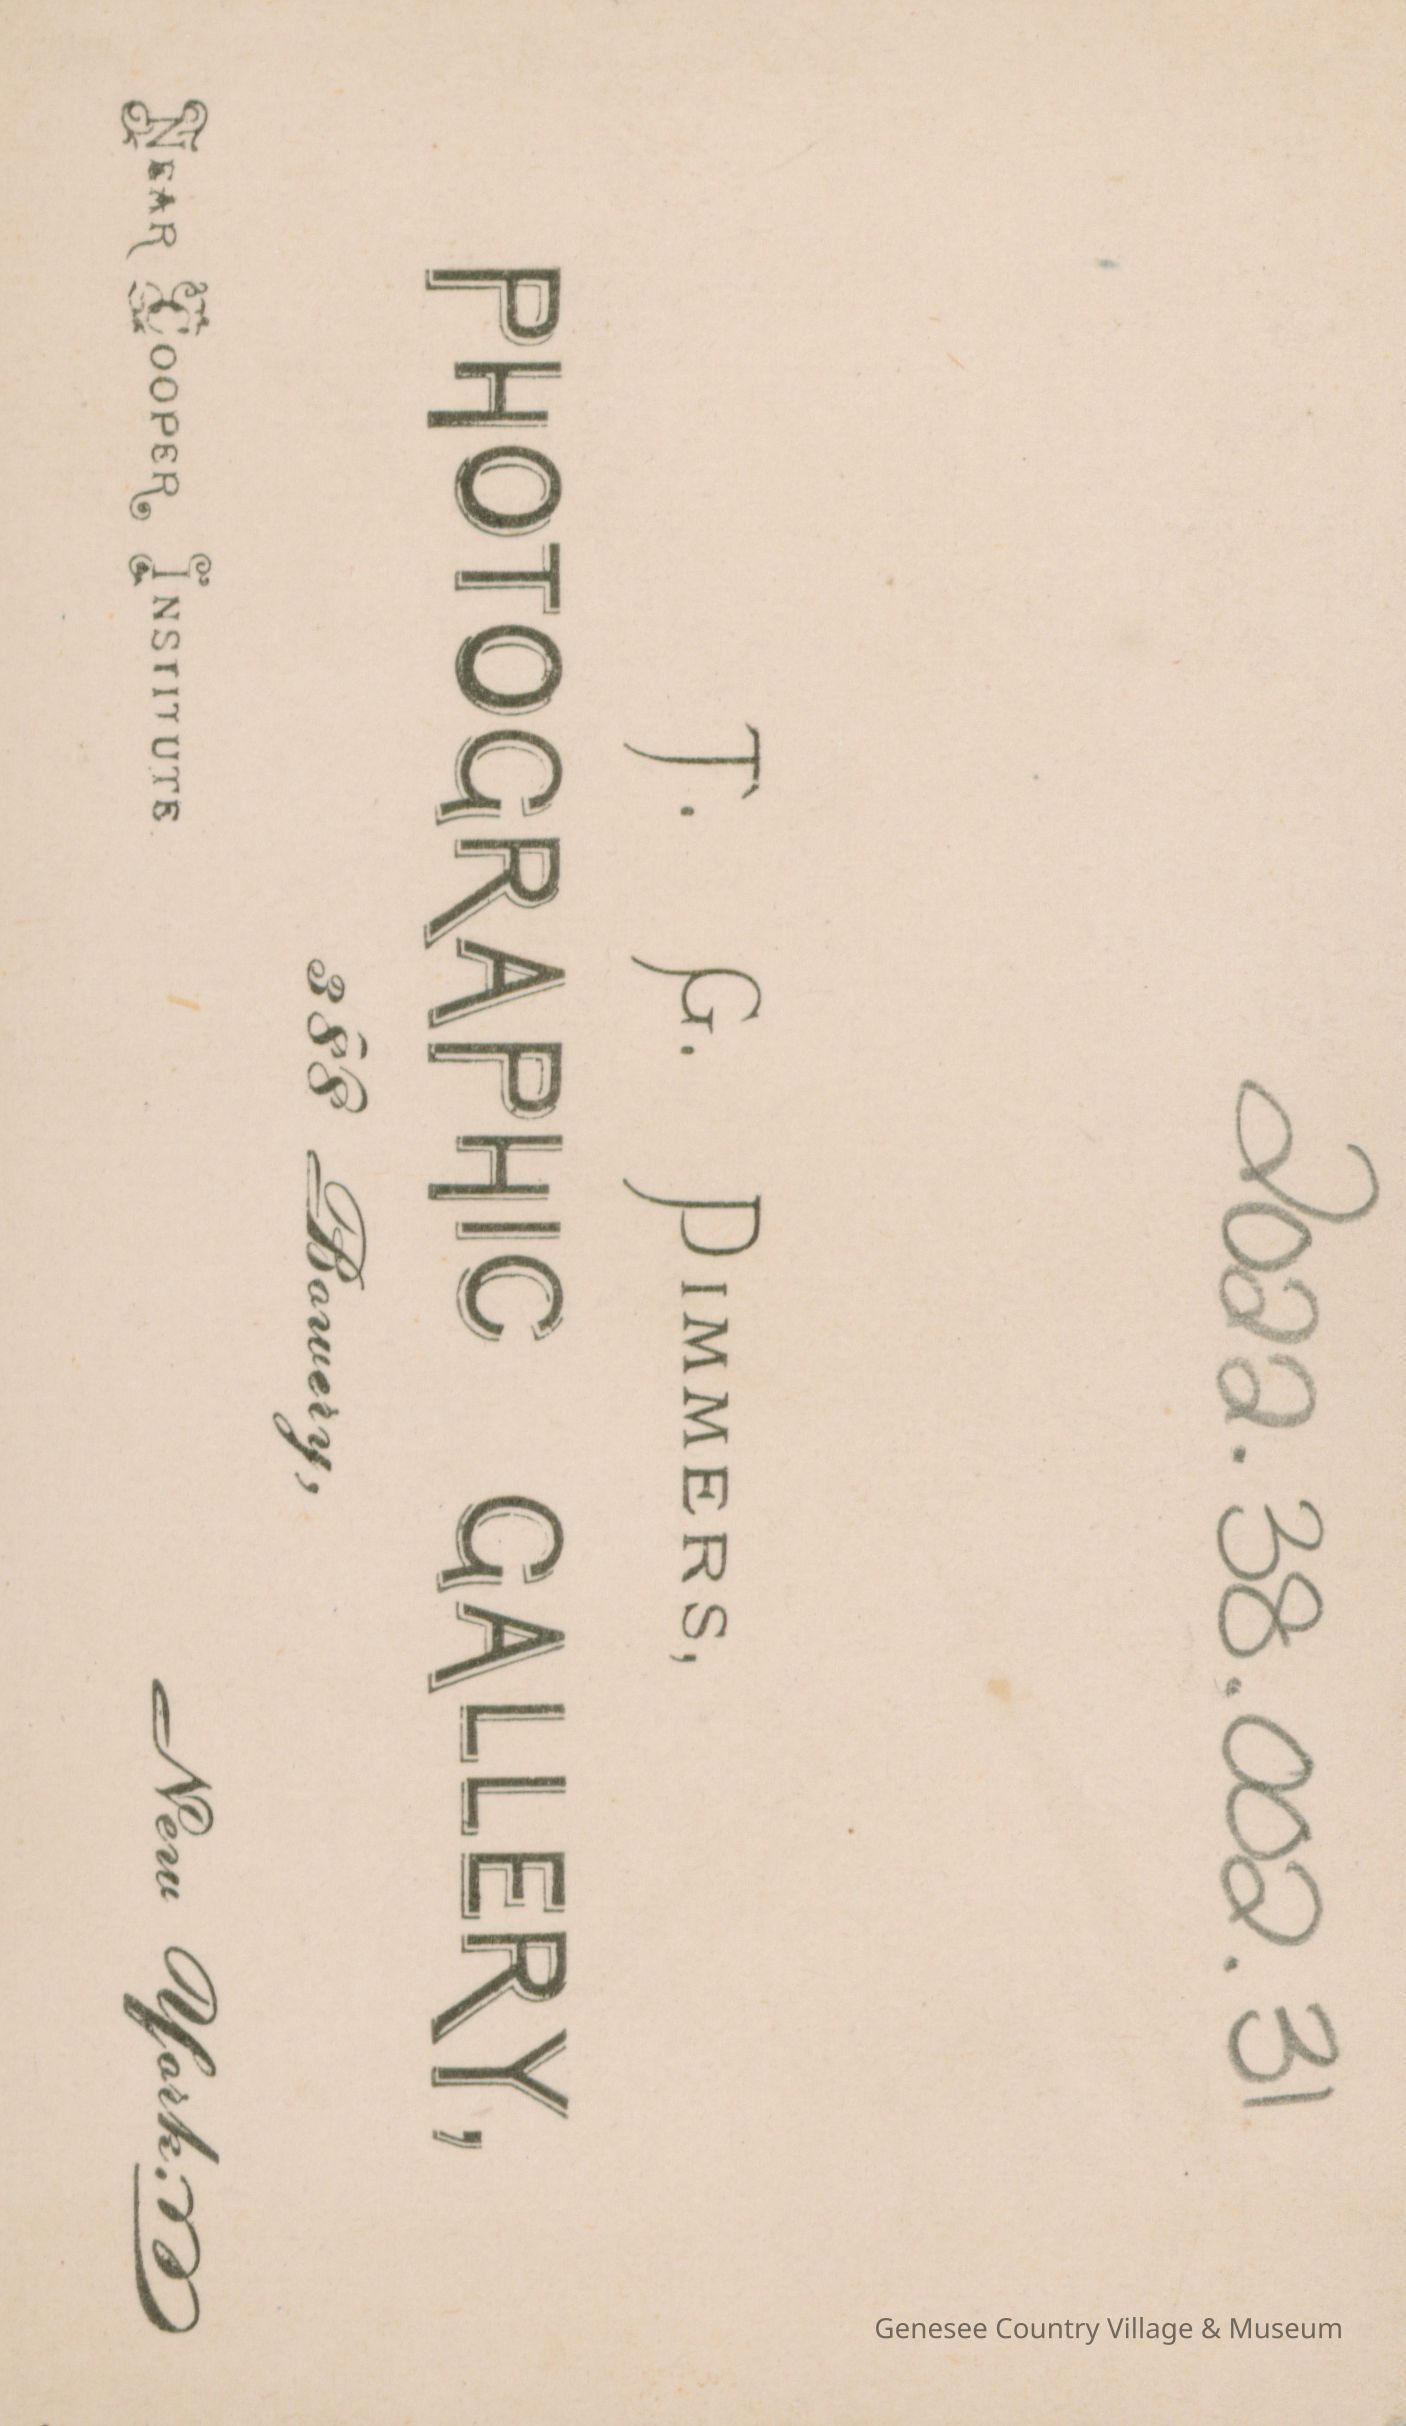 2022.38.002.31
T. G. DIMMERS,
PHOTOGRAPHIC GALLERY,
388 Bowery,
NEAR COOPER INSTITUTE New York.
Genesee Country Village & Museum